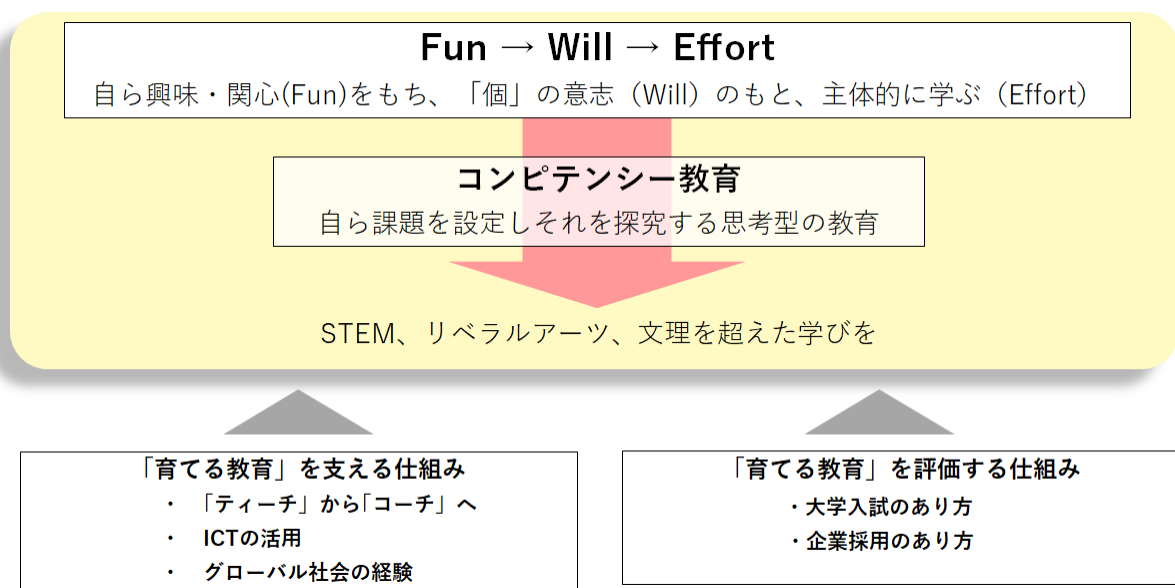 Fun → Will → Effort
自ら興味・関心(Fun)をもち、「個」の意志（Will）のもと、主体的に学ぶ（Effort）
コンピテンシー教育
自ら課題を設定しそれを探究する思考型の教育
STEM、リベラルアーツ、文理を超えた学びを
「育てる教育」を支える仕組み
・ 「ティーチ」から「コーチ」へ
・ ICTの活用
・ グローバル社会の経験
「育てる教育」を評価する仕組み
・大学入試のあり方
・企業採用のあり方